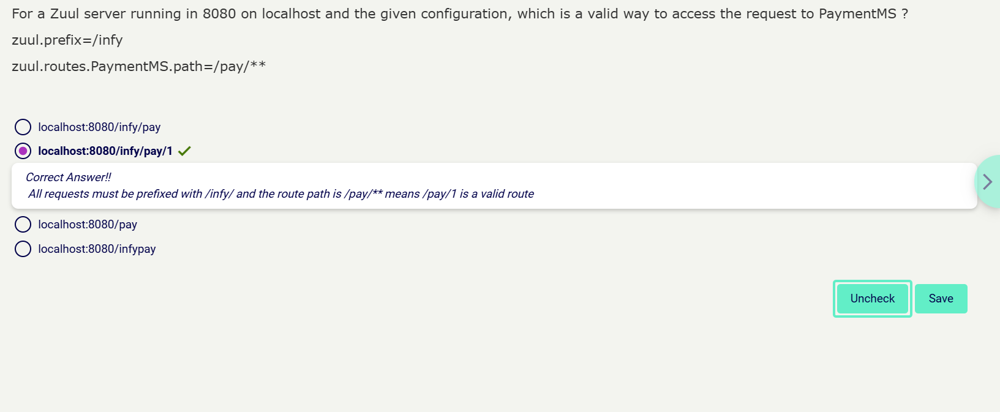 For a Zuul server running in 8080 on localhost and the given configuration, which is a valid way to access the request to PaymentMS ?
zuul.prefix=/infy
zuul.routes.PaymentMS.path=/pay/**
localhost:8080/infy/pay
localhost:8080/infy/pay/1
Correct Answer!!
All requests must be prefixed with /infy/ and the route path is /pay/** means /pay/1 is a valid route
localhost:8080/pay
localhost:8080/infypay
Uncheck Save